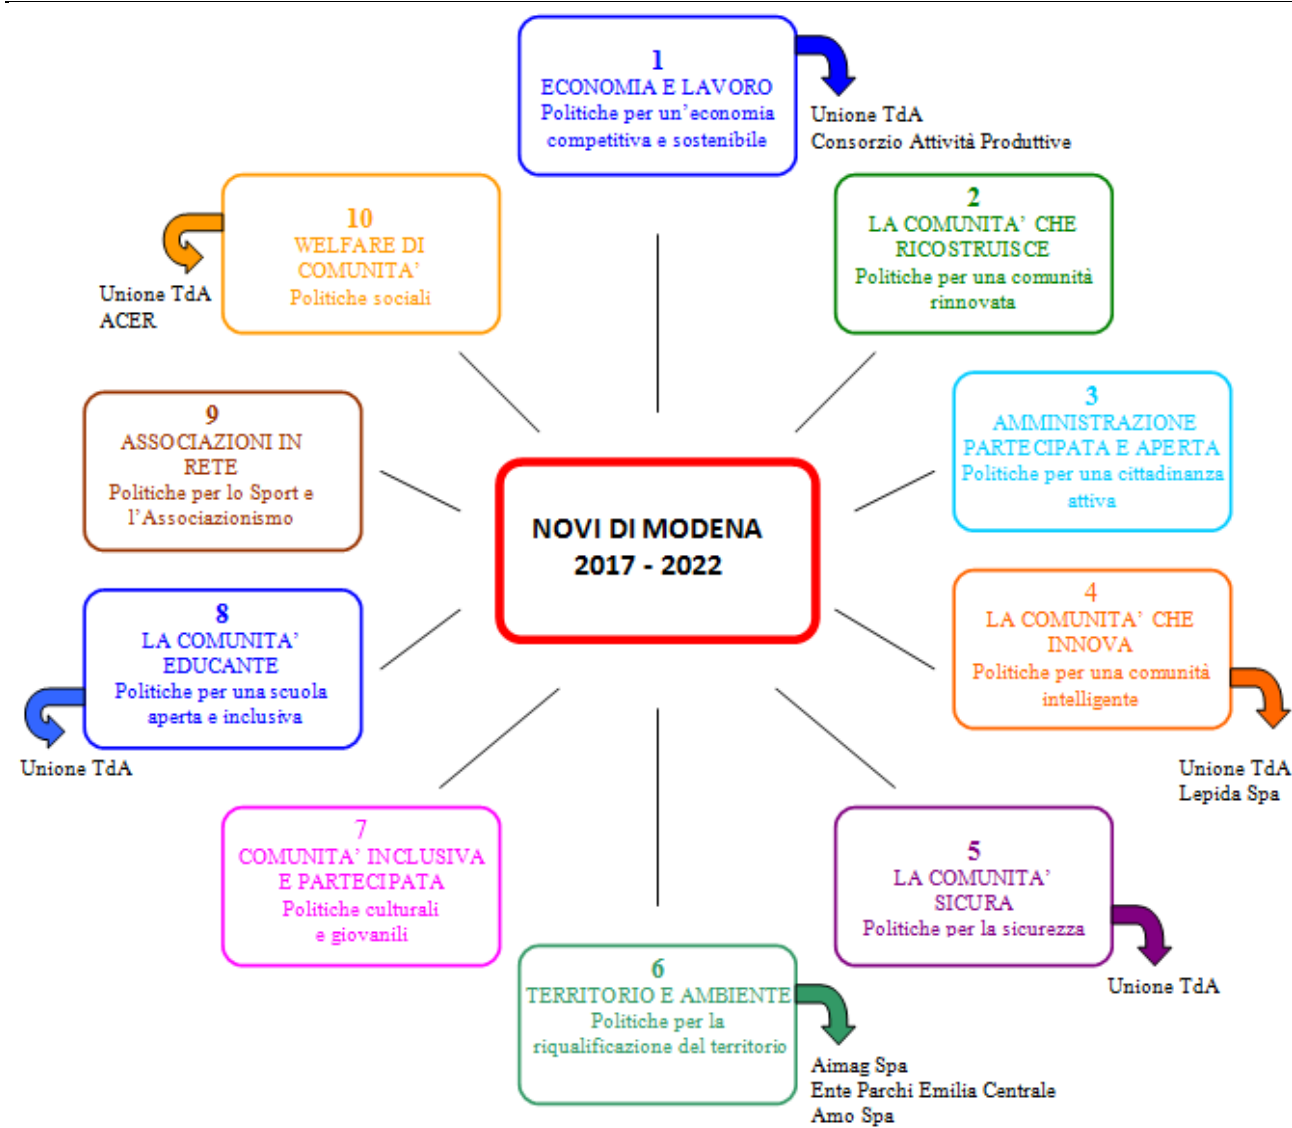 1
ECONOMIA E LAVORO
Politiche per un'economia
competitiva e sostenibile
Unione TdA
Consorzio Attività Produttive
2
LA COMUNITA' CHE
RICOSTRUISCE
Politiche per una comunità
rinnovata
3
AMMINISTRAZIONE
PARTECIPATA E APERTA
Politiche per una cittadinanza
attiva
4
LA COMUNITA' CHE
INNOVA
Politiche per una comunità
intelligente
Unione TdA
Lepida Spa
5
LA COMUNITA'
SICURA
Politiche per la sicurezza
Unione TdA
6
TERRITORIO E AMBIENTE
Politiche per la
riqualificazione del territorio
Aimag Spa
Ente Parchi Emilia Centrale
Amo Spa
7
COMUNITA' INCLUSIVA
E PARTECIPATA
Politiche culturali
e giovanili
8
LA COMUNITA'
EDUCANTE
Politiche per una scuola
aperta e inclusiva
Unione TdA
9
ASSOCIAZIONI IN
RETE
Politiche per lo Sport e
l'Associazionismo
10
WELFARE DI
COMUNITA'
Politiche sociali
Unione TdA
ACER
NOVI DI MODENA
2017 - 2022